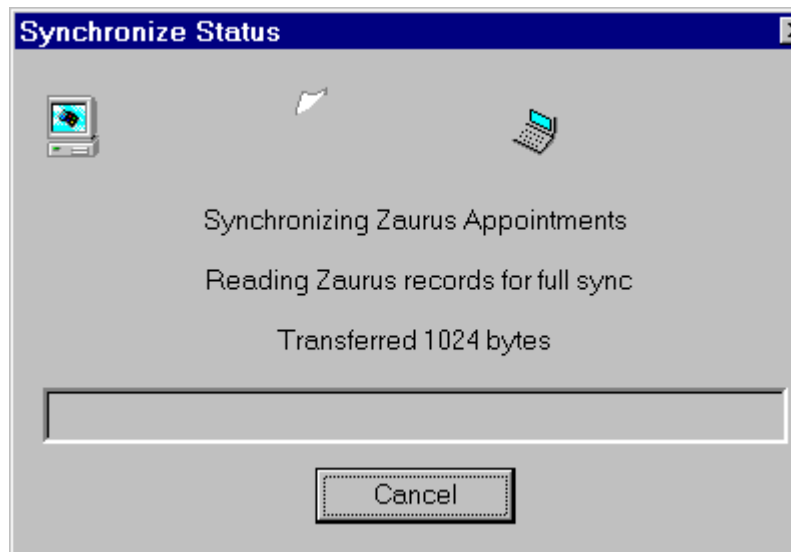 Synchronize Status
Synchronizing Zaurus Appointments
Reading Zaurus records for full sync
Transferred 1024 bytes
Cancel